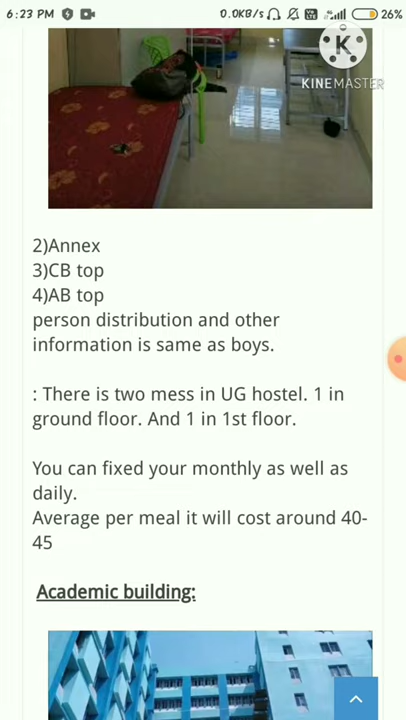 6:23 PM 0.0KB/s 26%
K
KINEMASTER
2)Annex
3)CB top
4)AB top
person distribution and other
information is same as boys.
: There is two mess in UG hostel. 1 in
ground floor. And 1 in 1st floor.
You can fixed your monthly as well as
daily.
Average per meal it will cost around 40-
45
Academic building: